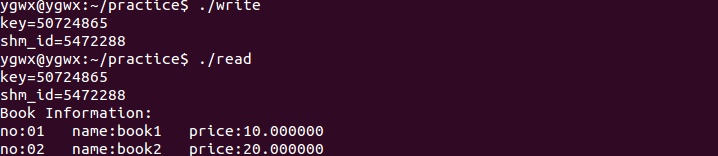 ygwx@ygwx:~/practice$ ./write
key=50724865
shm_id=5472288
ygwx@ygwx:~/practice$ ./read
key=50724865
shm_id=5472288
Book Information:
no:01   name:book1   price:10.000000
no:02   name:book2   price:20.000000